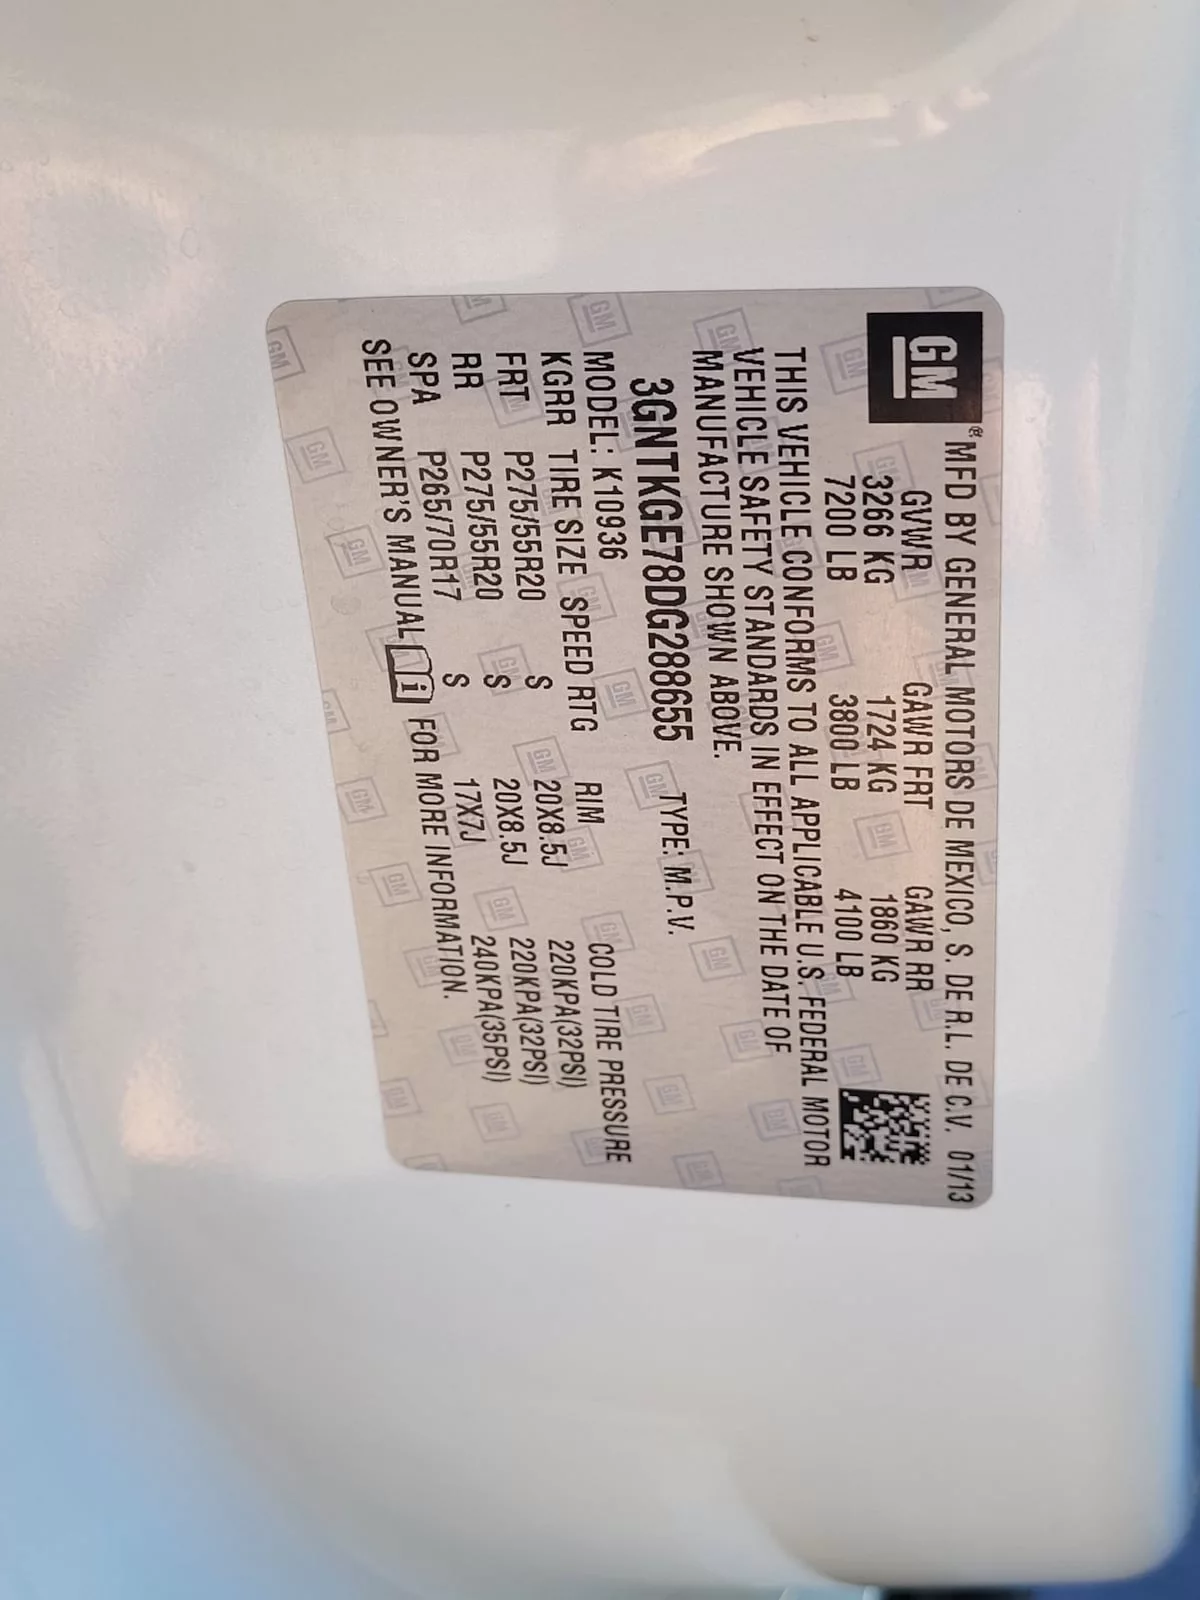 GM® MFD BY GENERAL MOTORS DE MEXICO, S. DE R.L. DE C.V. 01/13
GVWR GAWR FRT GAWR RR
3266 KG 1724 KG 1860 KG
7200 LB 3800 LB 4100 LB
THIS VEHICLE CONFORMS TO ALL APPLICABLE U.S. FEDERAL MOTOR
VEHICLE SAFETY STANDARDS IN EFFECT ON THE DATE OF
MANUFACTURE SHOWN ABOVE.
3GNTKGE78DG288655 TYPE: M.P.V.
MODEL: K10936
KGRR TIRE SIZE SPEED RTG RIM COLD TIRE PRESSURE
FRT P275/55R20 S 20X8.5J 220KPA(32PSI)
RR P275/55R20 S 20X8.5J 220KPA(32PSI)
SPA P265/70R17 S 17X7J 240KPA(35PSI)
SEE OWNER'S MANUAL i FOR MORE INFORMATION.